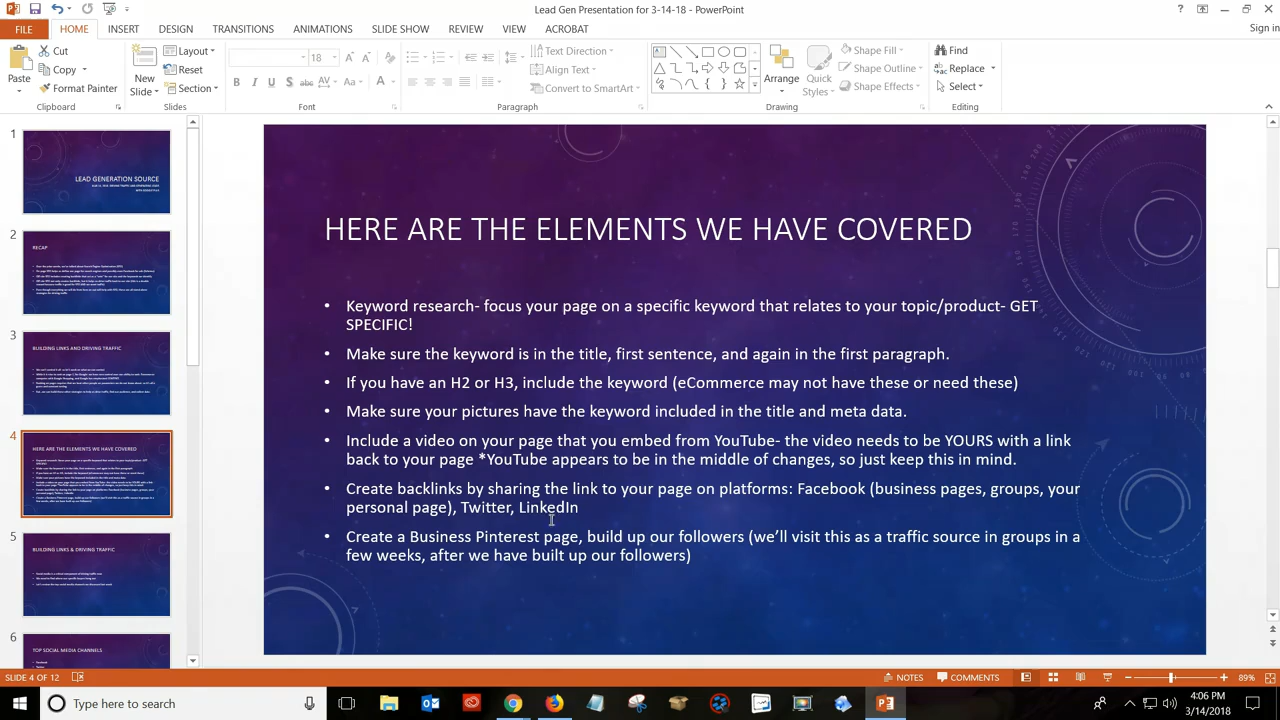 Lead Gen Presentation for 3-14-18 - PowerPoint
Sign in
FILE HOME INSERT DESIGN TRANSITIONS ANIMATIONS SLIDE SHOW REVIEW VIEW ACROBAT
Paste
Cut
Copy
Format Painter
Clipboard
New
Slide
Layout
Reset
Section
Slides
18
Font
Text Direction
Align Text
Convert to SmartArt
Paragraph
Arrange
Quick
Styles
Shape Fill
Shape Outline
Shape Effects
Drawing
Find
Replace
Select
Editing
1
LEAD GENERATION SOURCE
2
RECAP
3
BUILDING LINKS AND DRIVING TRAFFIC
4
HERE ARE THE ELEMENTS WE HAVE COVERED
5
BUILDING LINKS & DRIVING TRAFFIC
6
TOP SOCIAL MEDIA CHANNELS
Facebook
HERE ARE THE ELEMENTS WE HAVE COVERED
• Keyword research- focus your page on a specific keyword that relates to your topic/product- GET
SPECIFIC!
• Make sure the keyword is in the title, first sentence, and again in the first paragraph.
• If you have an H2 or H3, include the keyword (eCommerce won't have these or need these)
• Make sure your pictures have the keyword included in the title and meta data.
• Include a video on your page that you embed from YouTube- the video needs to be YOURS with a link
back to your page *YouTube appears to be in the middle of changes, so just keep this in mind.
• Create backlinks by sharing the link to your page on platforms: Facebook (business pages, groups, your
personal page), Twitter, LinkedIn
• Create a Business Pinterest page, build up our followers (we'll visit this as a traffic source in groups in a
few weeks, after we have built up our followers)
SLIDE 4 OF 12
NOTES
COMMENTS
89%
Type here to search
4:06 PM
3/14/2018